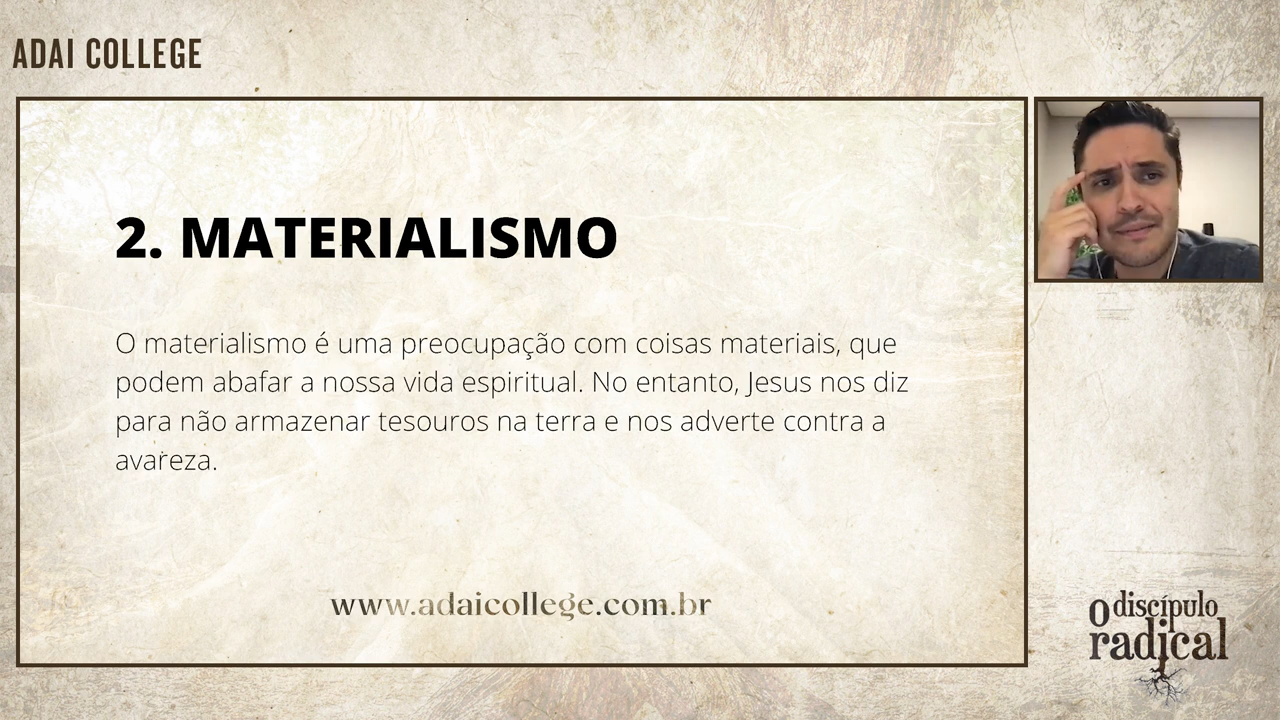 ADAI COLLEGE
2. MATERIALISMO
O materialismo é uma preocupação com coisas materiais, que
podem abafar a nossa vida espiritual. No entanto, Jesus nos diz
para não armazenar tesouros na terra e nos adverte contra a
avareza.
www.adaicollege.com.br
o discípulo
radical